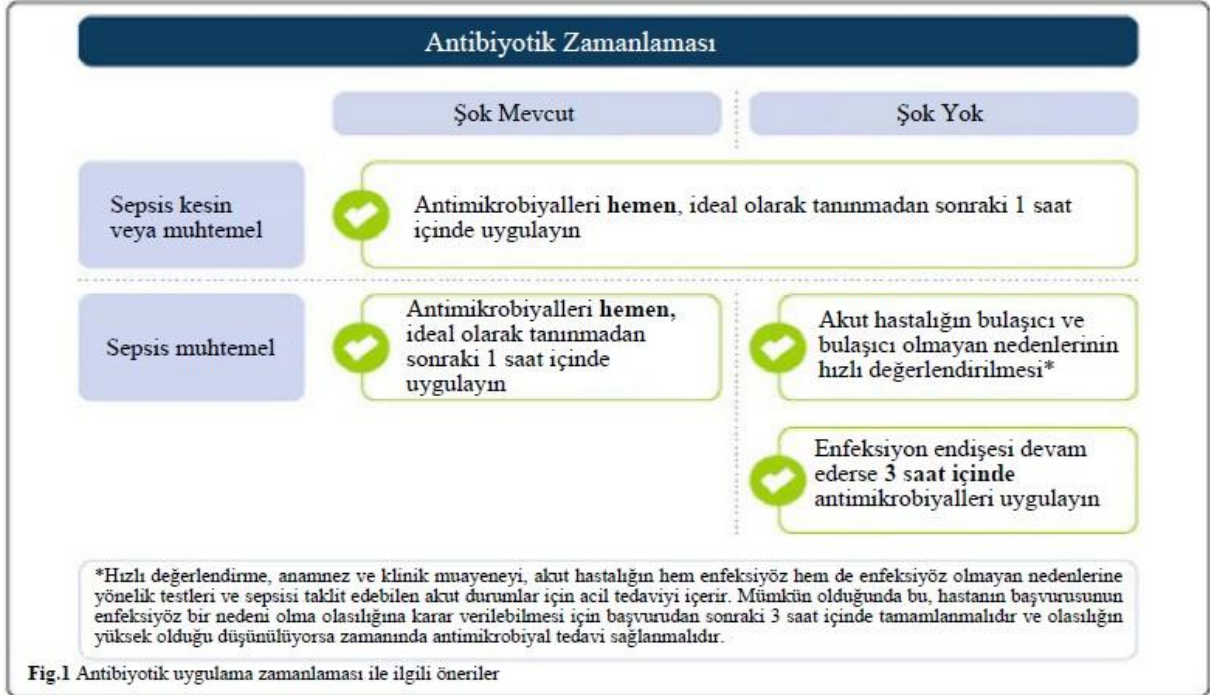 Antibiyotik Zamanlaması
Şok Mevcut
Şok Yok
Sepsis kesin
veya muhtemel
Antimikrobiyalleri hemen, ideal olarak tanınmadan sonraki 1 saat
içinde uygulayın
Sepsis muhtemel
Antimikrobiyalleri hemen,
ideal olarak tanınmadan
sonraki 1 saat içinde
uygulayın
Akut hastalığın bulaşıcı ve
bulaşıcı olmayan nedenlerinin
hızlı değerlendirilmesi*
Enfeksiyon endişesi devam
ederse 3 saat içinde
antimikrobiyalleri uygulayın
*Hızlı değerlendirme, anamnez ve klinik muayeneyi, akut hastalığın hem enfeksiyöz hem de enfeksiyöz olmayan nedenlerine
yönelik testleri ve sepsisi taklit edebilen akut durumlar için acil tedaviyi içerir. Mümkün olduğunda bu, hastanın başvurusunun
enfeksiyöz bir nedeni olma olasılığına karar verilebilmesi için başvurudan sonraki 3 saat içinde tamamlanmalıdır ve olasılığın
yüksek olduğu düşünülüyorsa zamanında antimikrobiyal tedavi sağlanmalıdır.
Fig.1 Antibiyotik uygulama zamanlaması ile ilgili öneriler